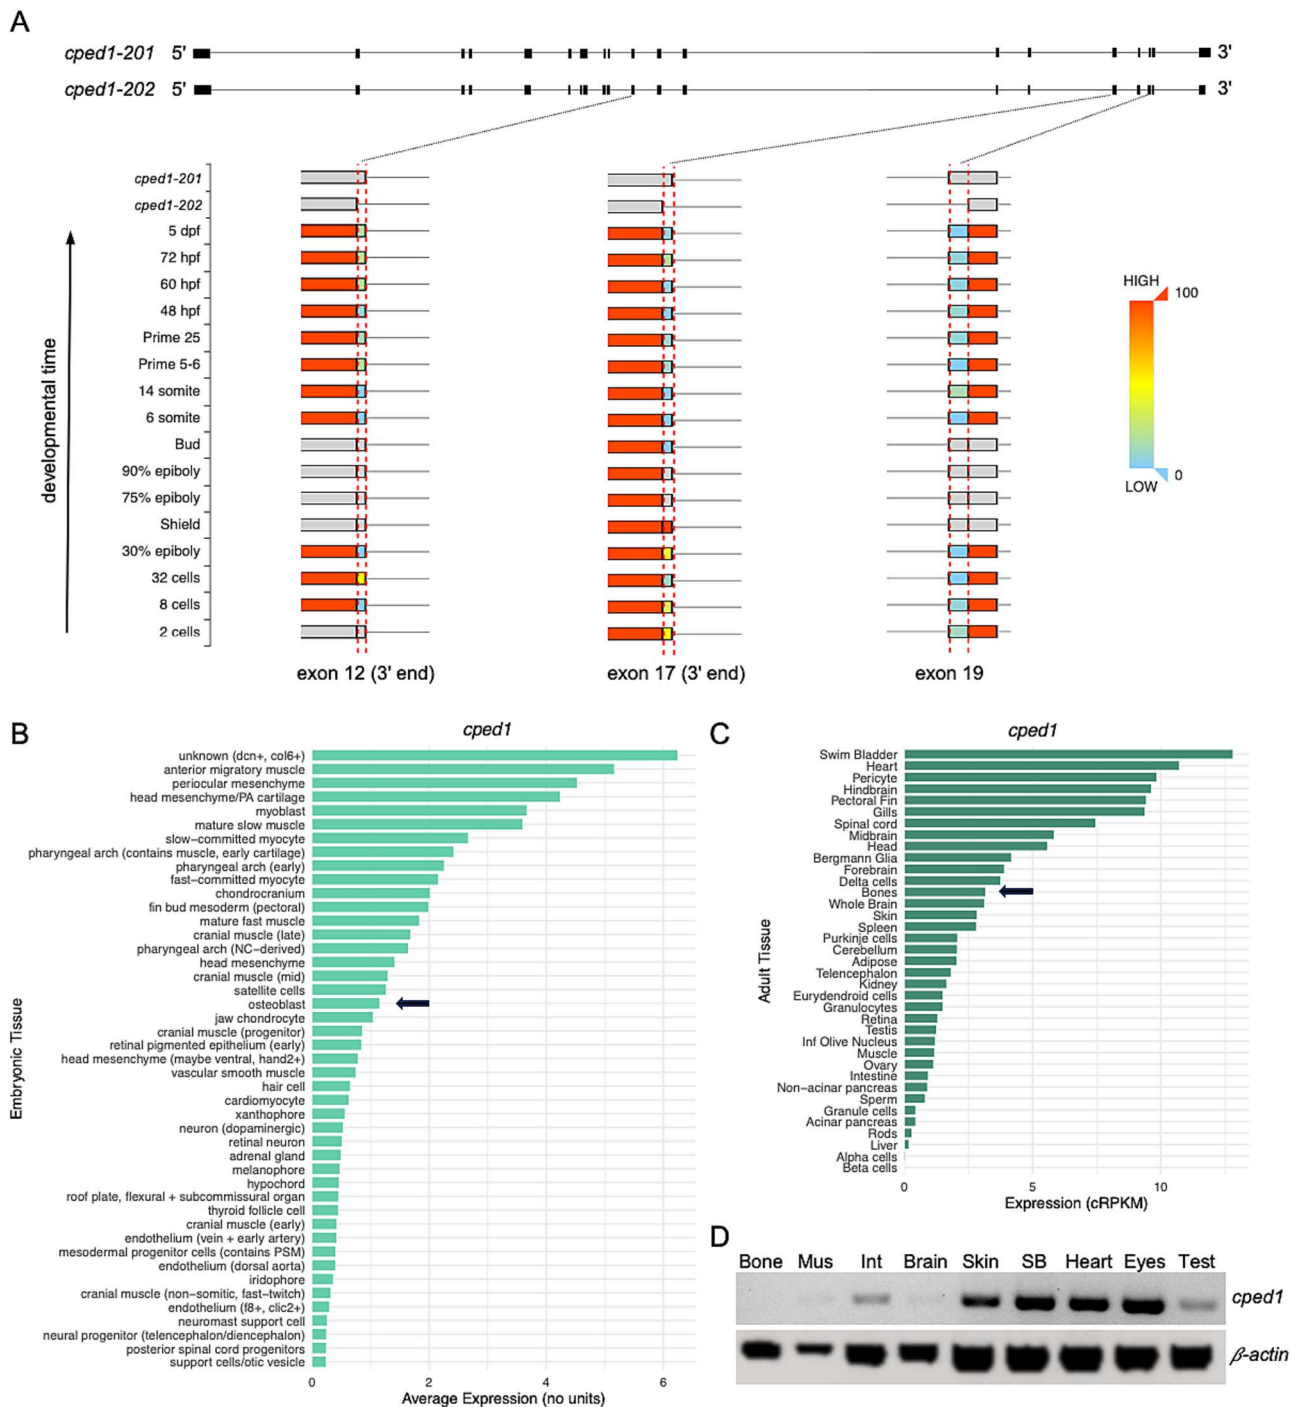 A
cped1-201 5' 3'
cped1-202 5' 3'
cped1-201
cped1-202
5 dpf
72 hpf
60 hpf
48 hpf
Prime 25
Prime 5-6
14 somite
6 somite
Bud
90% epiboly
75% epiboly
Shield
30% epiboly
32 cells
8 cells
2 cells
developmental time
HIGH
100
0
LOW
exon 12 (3' end) exon 17 (3' end) exon 19
B
cped1
unknown (dcn+, col6+)
anterior migratory muscle
periocular mesenchyme
head mesenchyme/PA cartilage
myoblast
mature slow muscle
slow-committed myocyte
pharyngeal arch (contains muscle, early cartilage)
pharyngeal arch (early)
fast-committed myocyte
chondrocranium
fin bud mesoderm (pectoral)
mature fast muscle
cranial muscle (late)
pharyngeal arch (NC-derived)
head mesenchyme
cranial muscle (mid)
satellite cells
osteoblast
jaw chondrocyte
cranial muscle (progenitor)
retinal pigmented epithelium (early)
head mesenchyme (maybe ventral, hand2+)
vascular smooth muscle
hair cell
cardiomyocyte
xanthophore
neuron (dopaminergic)
retinal neuron
adrenal gland
melanophore
hypochord
roof plate, flexural + subcommissural organ
thyroid follicle cell
cranial muscle (early)
endothelium (vein + early artery)
mesodermal progenitor cells (contains PSM)
endothelium (dorsal aorta)
iridophore
cranial muscle (non-somitic, fast-twitch)
endothelium (f8+, clic2+)
neuromast support cell
neural progenitor (telencephalon/diencephalon)
posterior spinal cord progenitors
support cells/otic vesicle
Embryonic Tissue
0 2 4 6
Average Expression (no units)
C
cped1
Swim Bladder
Heart
Pericyte
Hindbrain
Pectoral Fin
Gills
Spinal cord
Midbrain
Head
Bergmann Glia
Forebrain
Delta cells
Bones
Whole Brain
Skin
Spleen
Purkinje cells
Cerebellum
Adipose
Telencephalon
Kidney
Eurydendroid cells
Granulocytes
Retina
Testis
Inf Olive Nucleus
Muscle
Ovary
Intestine
Non-acinar pancreas
Sperm
Granule cells
Acinar pancreas
Rods
Liver
Alpha cells
Beta cells
Adult Tissue
0 5 10
Expression (cRPKM)
D
Bone Mus Int Brain Skin SB Heart Eyes Test
cped1
β-actin